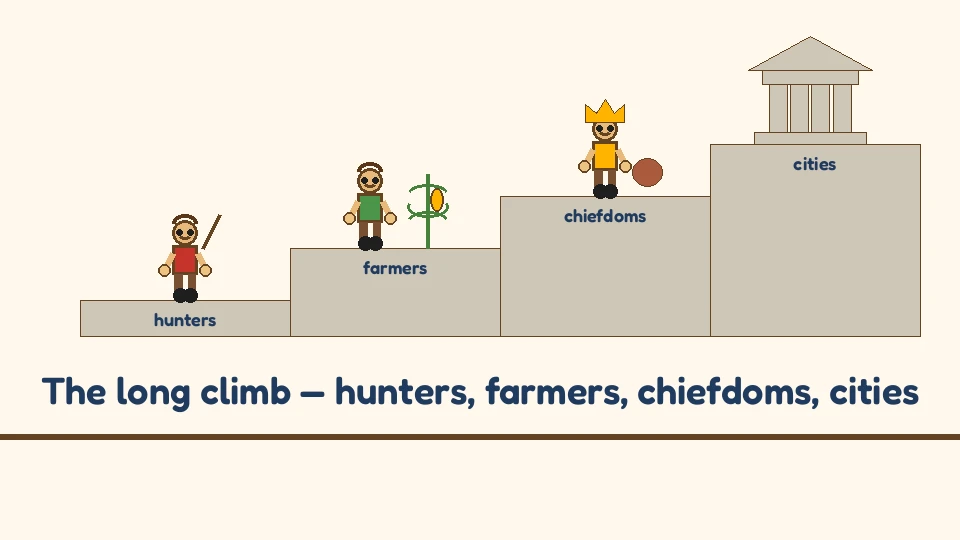 cities
chiefdoms
farmers
hunters
The long climb — hunters, farmers, chiefdoms, cities